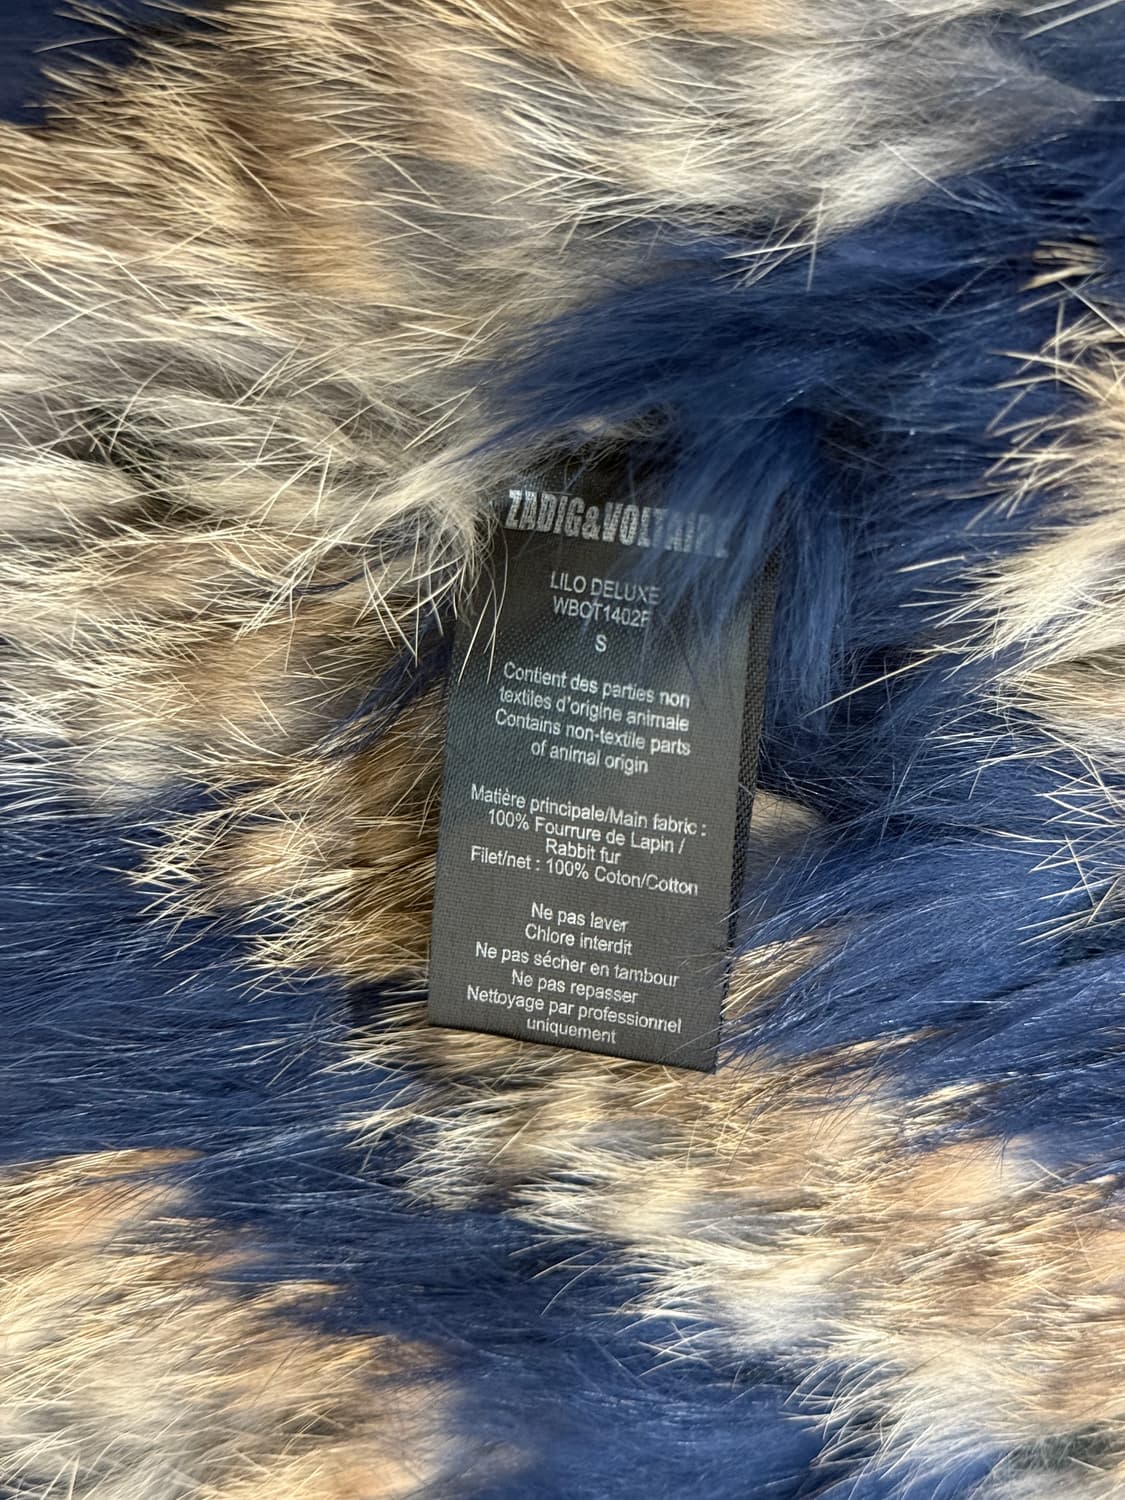 ZADIG&VOLTAIRE
LILO DELUXE
WBOT1402F
S
Contient des parties non
textiles d'origine animale
Contains non-textile parts
of animal origin
Matière principale/Main fabric :
100% Fourrure de Lapin /
Rabbit fur
Filet/net : 100% Coton/Cotton
Ne pas laver
Chlore interdit
Ne pas sécher en tambour
Ne pas repasser
Nettoyage par professionnel
uniquement